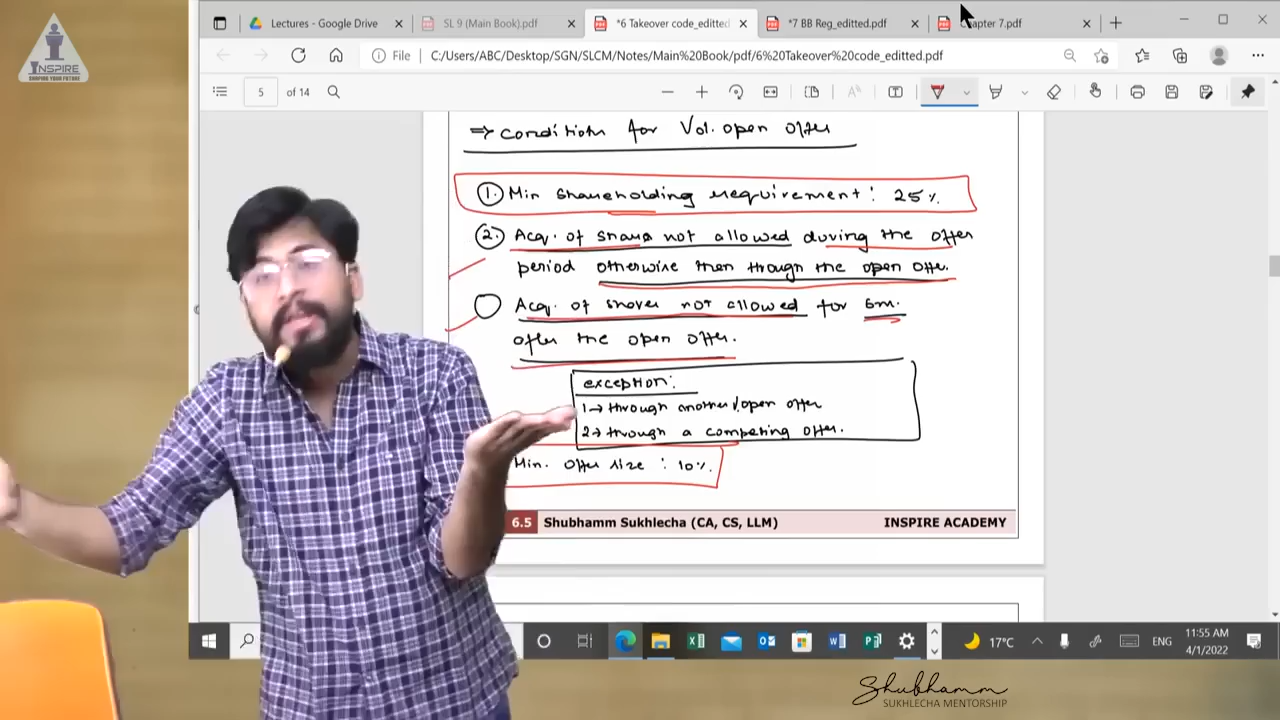 Lectures - Google Drive
SL 9 (Main Book).pdf
*6 Takeover code_editted
*7 BB Reg_editted.pdf
Chapter 7.pdf
INSPIRE
SHAPING YOUR FUTURE
File
C:/Users/ABC/Desktop/SGN/SLCM/Notes/Main%20Book/pdf/6%20Takeover%20code_editted.pdf
5 of 14
⇒ Condition for Vol. open offer
① Min shareholding requirement : 25%
② Acq. of shares not allowed during the offer
period otherwise then through the open offer.
Acq. of shares not allowed for 6m.
after the open offer.
exception:
1→ through another v. open offer
2→ through a competing offer.
Min. offer size : 10%.
6.5 Shubhamm Sukhlecha (CA, CS, LLM) INSPIRE ACADEMY
17°C
ENG
11:55 AM
4/1/2022
Shubhamm
SUKHLECHA MENTORSHIP